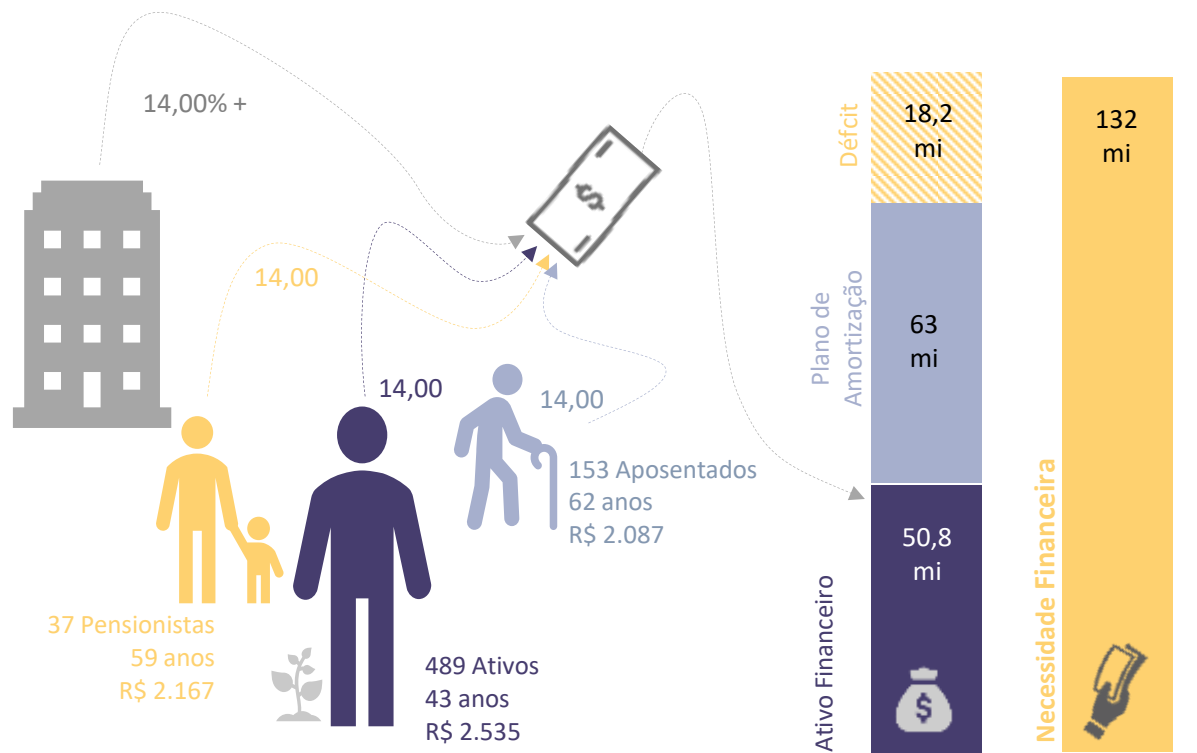 14,00% +
14,00
14,00
14,00
153 Aposentados
62 anos
R$ 2.087
37 Pensionistas
59 anos
R$ 2.167
489 Ativos
43 anos
R$ 2.535
Défcit
18,2
mi
Plano de
Amortização
63
mi
Ativo Financeiro
50,8
mi
$
$
Necessidade Financeira
132
mi